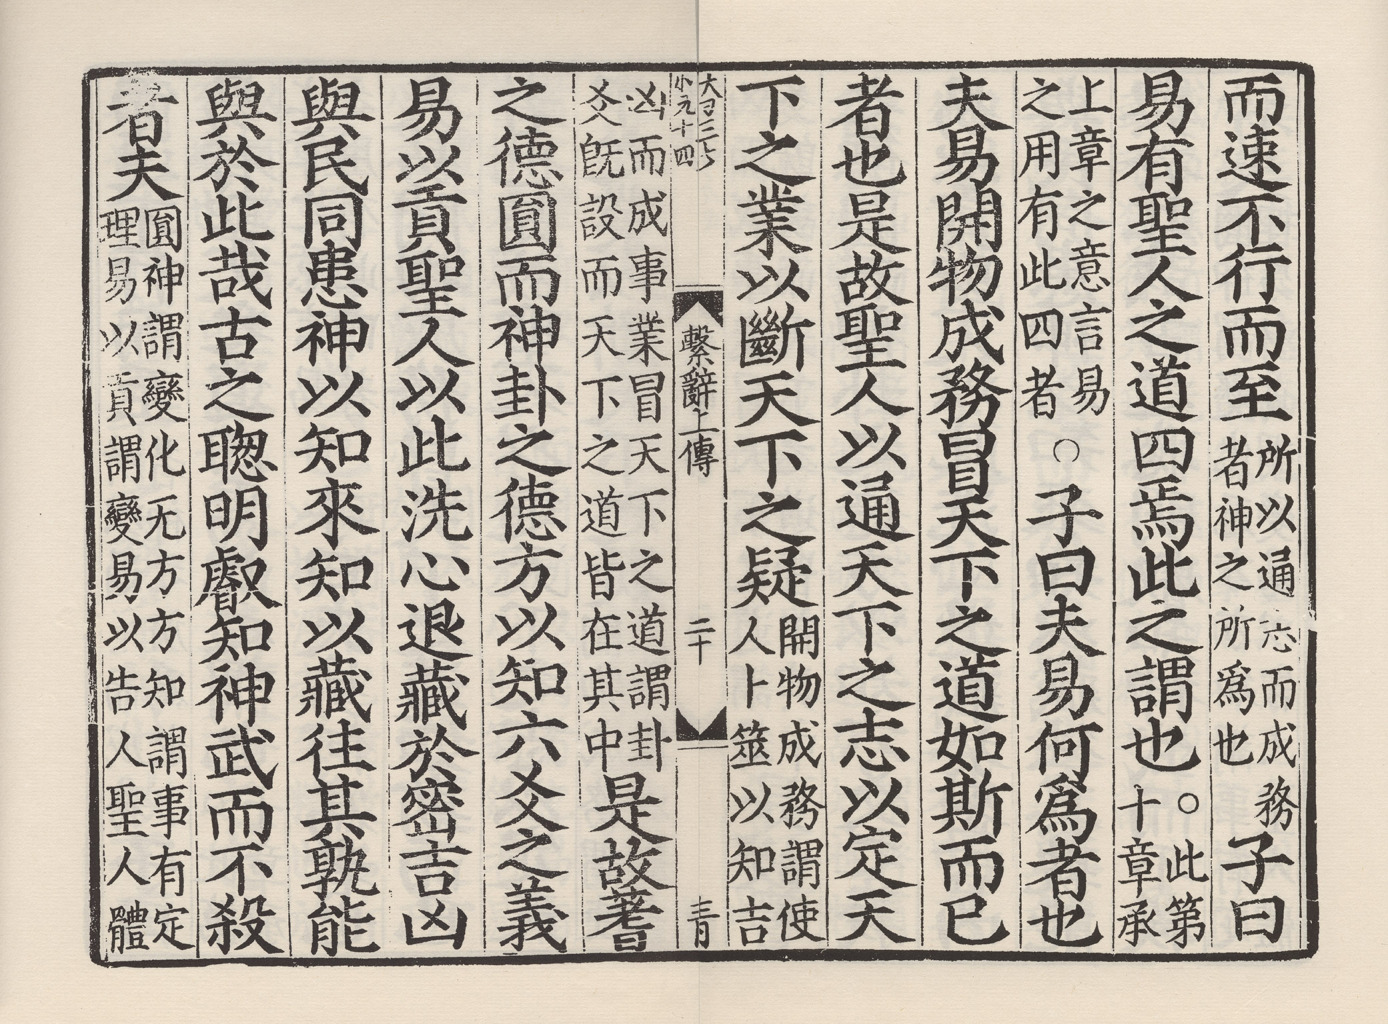 而速不行而至所以通志而成務者神之所爲也子曰
易有聖人之道四焉此之謂也○此第十章承
上章之意言易之用有此四者○子曰夫易何爲者也
夫易開物成務冒天下之道如斯而已
者也是故聖人以通天下之志以定天
下之業以斷天下之疑開物成務謂使人卜筮以知吉
繫辭上傳
二十
青
凶而成事業冒天下之道謂卦爻旣設而天下之道皆在其中是故蓍
之德圓而神卦之德方以知六爻之義
易以貢聖人以此洗心退藏於密吉凶
與民同患神以知來知以藏往其孰能
與於此哉古之聦明叡知神武而不殺
者夫圓神謂變化无方方知謂事有定理易以貢謂變易以告人聖人體